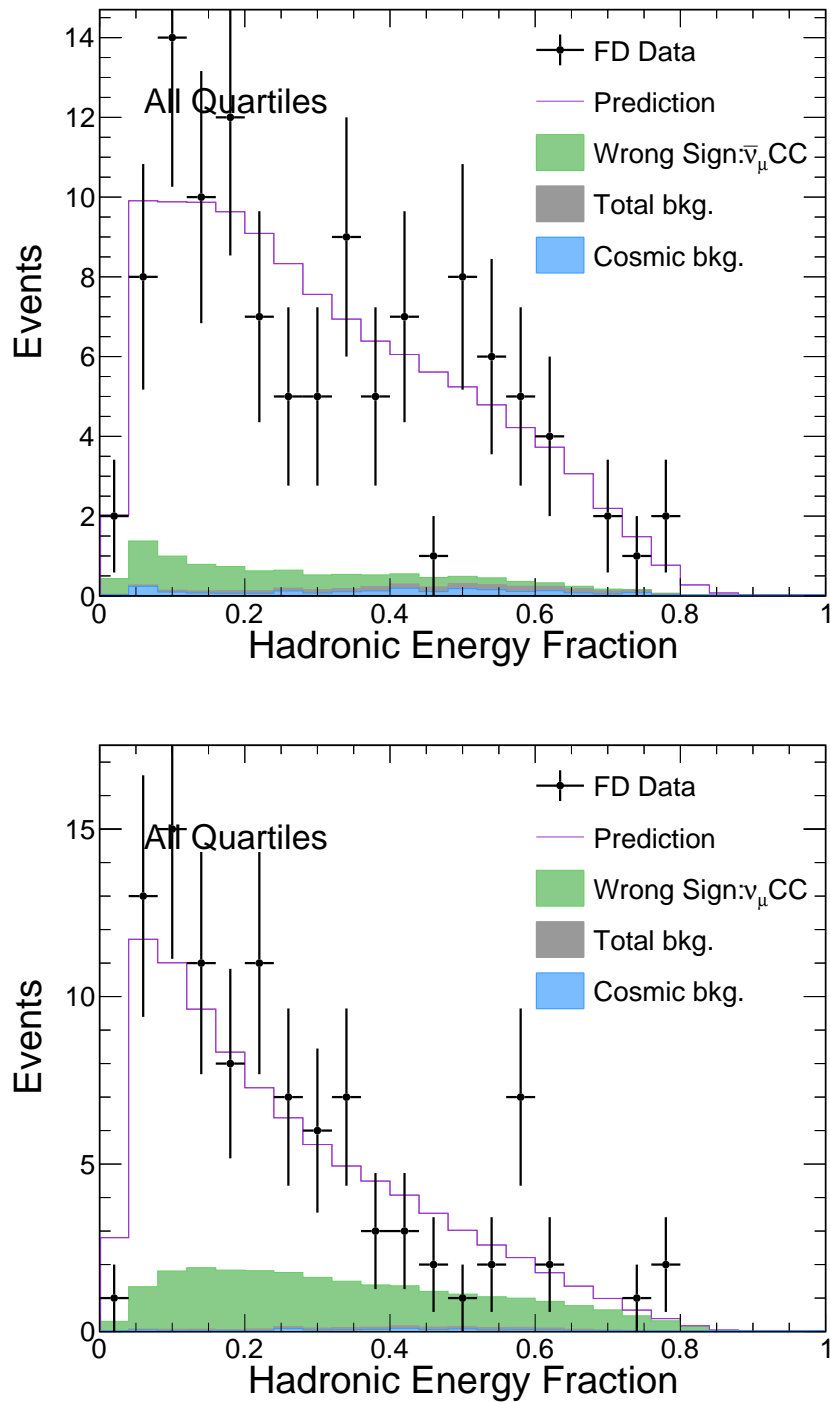 14
12
10
8
6
4
2
0
Events
All Quartiles
FD Data
Prediction
Wrong Sign:ν̅μCC
Total bkg.
Cosmic bkg.
0 0.2 0.4 0.6 0.8 1
Hadronic Energy Fraction
15
10
5
0
Events
All Quartiles
FD Data
Prediction
Wrong Sign:νμCC
Total bkg.
Cosmic bkg.
0 0.2 0.4 0.6 0.8 1
Hadronic Energy Fraction